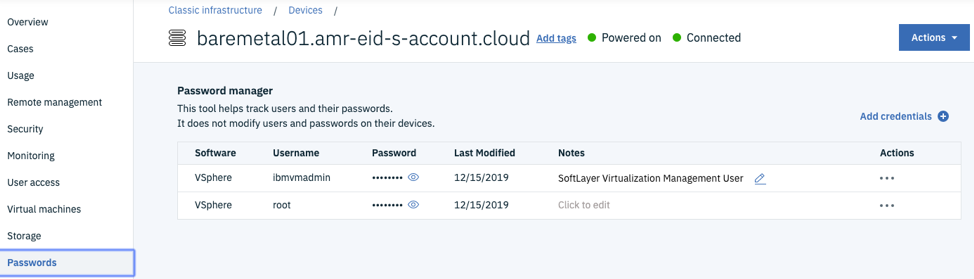 Classic infrastructure / Devices /
baremetal01.amr-eid-s-account.cloud Add tags Powered on Connected
Actions
Overview
Cases
Usage
Remote management
Security
Monitoring
User access
Virtual machines
Storage
Passwords
Password manager
This tool helps track users and their passwords.
It does not modify users and passwords on their devices.
Add credentials
Software Username Password Last Modified Notes Actions
VSphere ibmvmadmin •••••••• 12/15/2019 SoftLayer Virtualization Management User •••
VSphere root •••••••• 12/15/2019 Click to edit •••